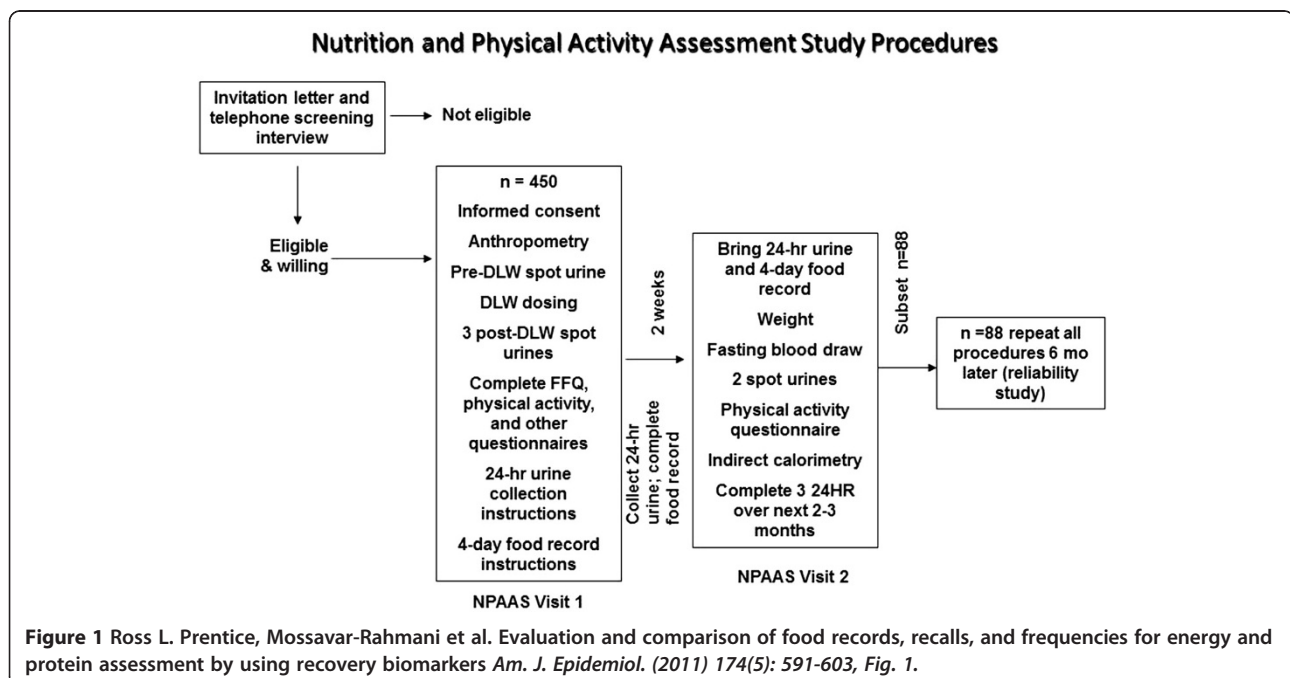 Nutrition and Physical Activity Assessment Study Procedures
Invitation letter and
telephone screening
interview
Not eligible
Eligible
& willing
n = 450
Informed consent
Anthropometry
Pre-DLW spot urine
DLW dosing
3 post-DLW spot
urines
Complete FFQ,
physical activity,
and other
questionnaires
24-hr urine
collection
instructions
4-day food record
instructions
NPAAS Visit 1
2 weeks
Collect 24-hr
urine; complete
food record
Bring 24-hr urine
and 4-day food
record
Weight
Fasting blood draw
2 spot urines
Physical activity
questionnaire
Indirect calorimetry
Complete 3 24HR
over next 2-3
months
NPAAS Visit 2
Subset n=88
n =88 repeat all
procedures 6 mo
later (reliability
study)
Figure 1 Ross L. Prentice, Mossavar-Rahmani et al. Evaluation and comparison of food records, recalls, and frequencies for energy and
protein assessment by using recovery biomarkers Am. J. Epidemiol. (2011) 174(5): 591-603, Fig. 1.